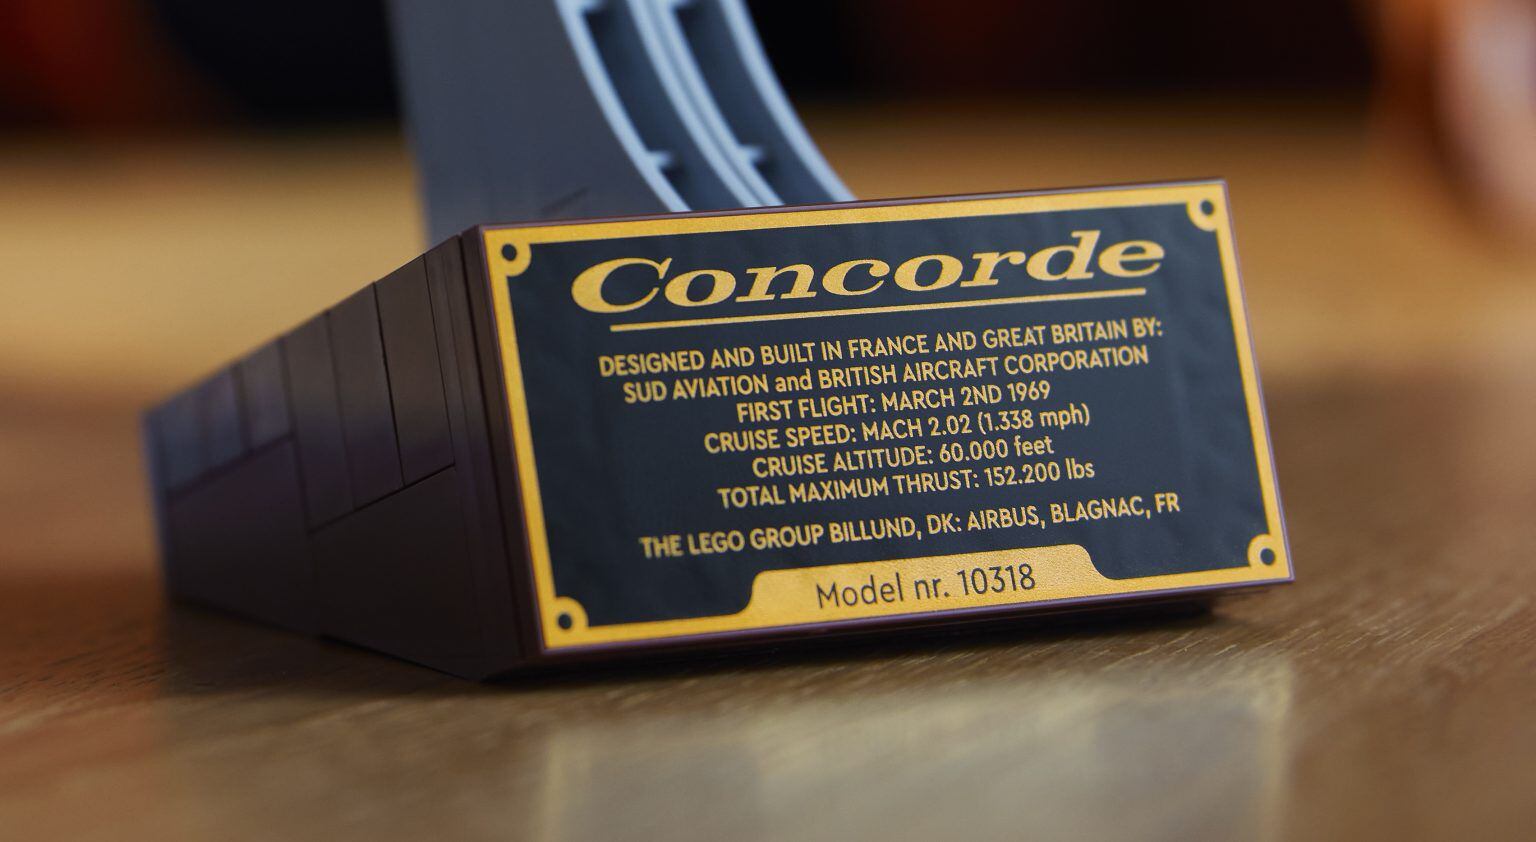 Concorde
DESIGNED AND BUILT IN FRANCE AND GREAT BRITAIN BY:
SUD AVIATION and BRITISH AIRCRAFT CORPORATION
FIRST FLIGHT: MARCH 2ND 1969
CRUISE SPEED: MACH 2.02 (1.338 mph)
CRUISE ALTITUDE: 60.000 feet
TOTAL MAXIMUM THRUST: 152.200 lbs
THE LEGO GROUP BILLUND, DK: AIRBUS, BLAGNAC, FR
Model nr. 10318